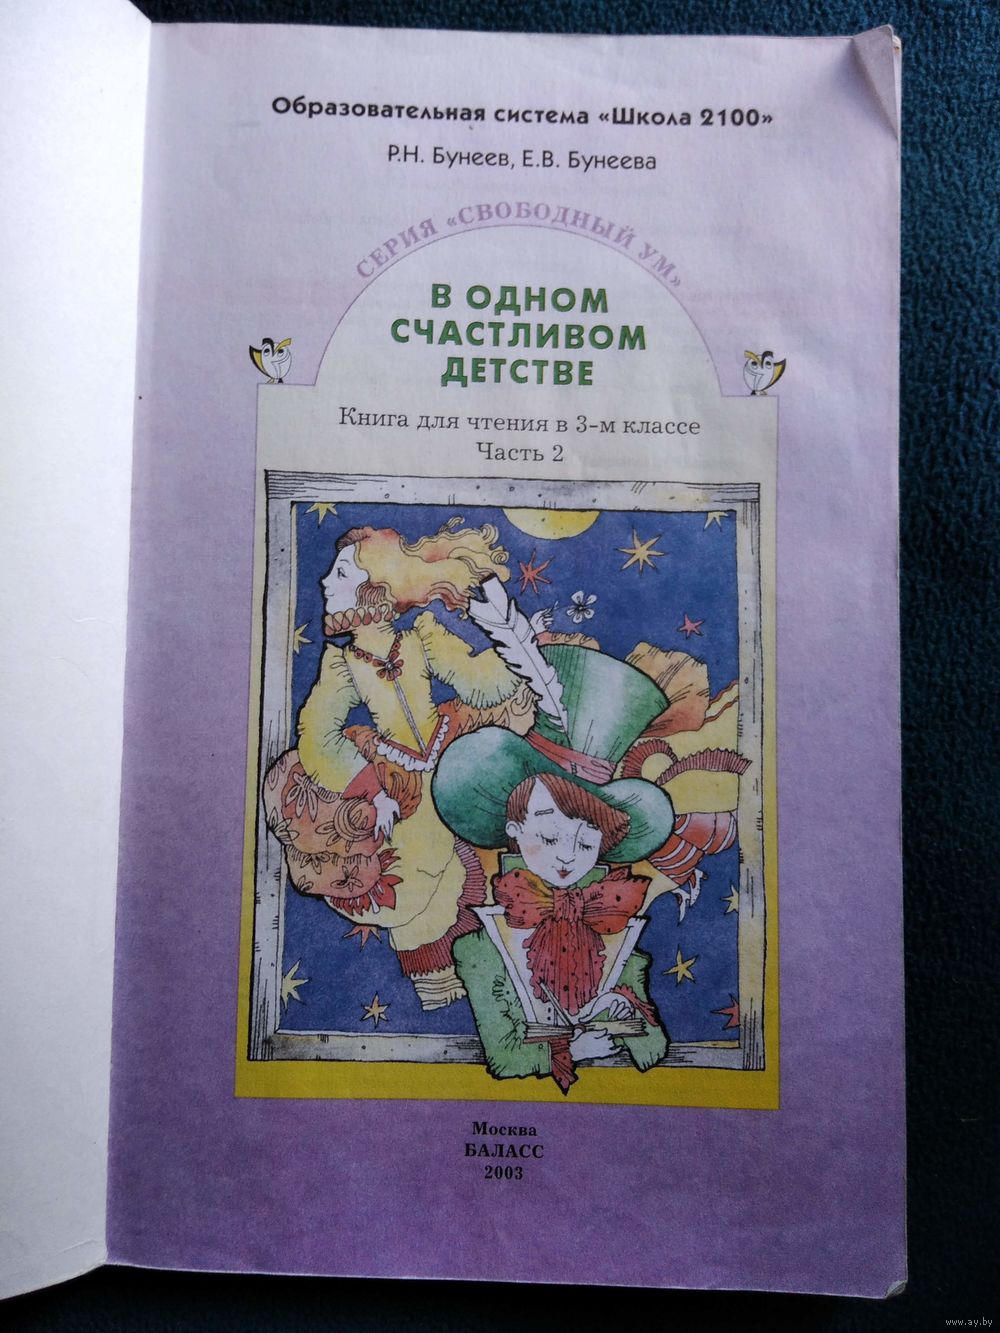 Образовательная система «Школа 2100»
Р.Н. Бунеев, Е.В. Бунеева
СЕРИЯ «СВОБОДНЫЙ УМ»
В ОДНОМ
СЧАСТЛИВОМ
ДЕТСТВЕ
Книга для чтения в 3-м классе
Часть 2
Москва
БАЛАСС
2003
www.ay.by